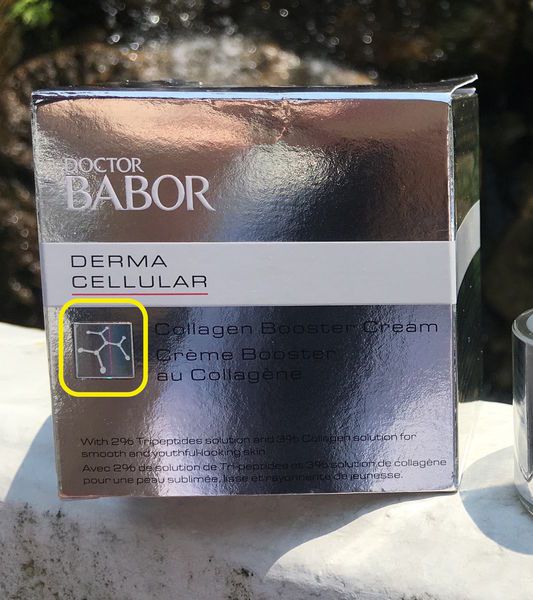 DOCTOR
BABOR
DERMA
CELLULAR
Collagen Booster Cream
Crème Booster
au Collagène
With 2% Tripeptides solution and 3% Collagen solution for
smooth and youthful-looking skin
Avec 2% de solution de Tri-peptides et 3% solution de collagène
pour une peau sublimée, lisse et rayonnante de jeunesse.